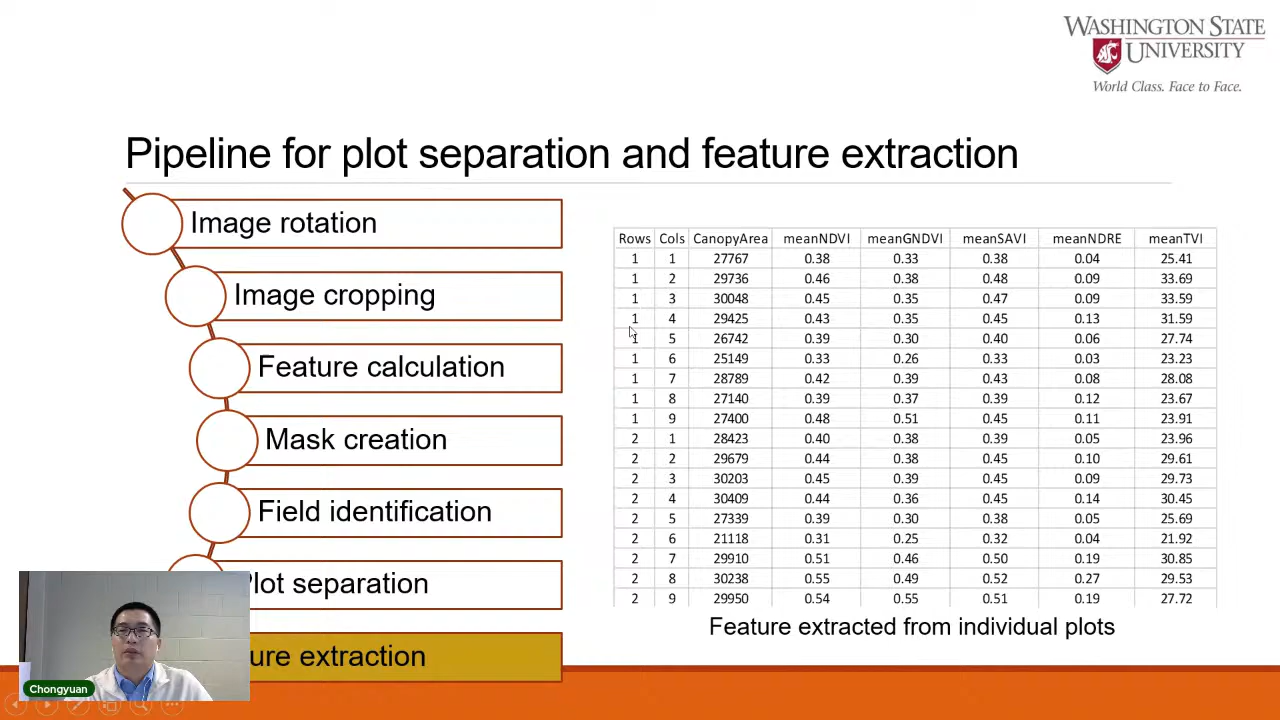 WASHINGTON STATE
UNIVERSITY
World Class. Face to Face.
Pipeline for plot separation and feature extraction
Image rotation
Image cropping
Feature calculation
Mask creation
Field identification
Plot separation
ure extraction
Rows Cols CanopyArea meanNDVI meanGNDVI meanSAVI meanNDRE meanTVI
1 1 27767 0.38 0.33 0.38 0.04 25.41
1 2 29736 0.46 0.38 0.48 0.09 33.69
1 3 30048 0.45 0.35 0.47 0.09 33.59
1 4 29425 0.43 0.35 0.45 0.13 31.59
1 5 26742 0.39 0.30 0.40 0.06 27.74
1 6 25149 0.33 0.26 0.33 0.03 23.23
1 7 28789 0.42 0.39 0.43 0.08 28.08
1 8 27140 0.39 0.37 0.39 0.12 23.67
1 9 27400 0.48 0.51 0.45 0.11 23.91
2 1 28423 0.40 0.38 0.39 0.05 23.96
2 2 29679 0.44 0.38 0.45 0.10 29.61
2 3 30203 0.45 0.39 0.45 0.09 29.73
2 4 30409 0.44 0.36 0.45 0.14 30.45
2 5 27339 0.39 0.30 0.38 0.05 25.69
2 6 21118 0.31 0.25 0.32 0.04 21.92
2 7 29910 0.51 0.46 0.50 0.19 30.85
2 8 30238 0.55 0.49 0.52 0.27 29.53
2 9 29950 0.54 0.55 0.51 0.19 27.72
Feature extracted from individual plots
Chongyuan